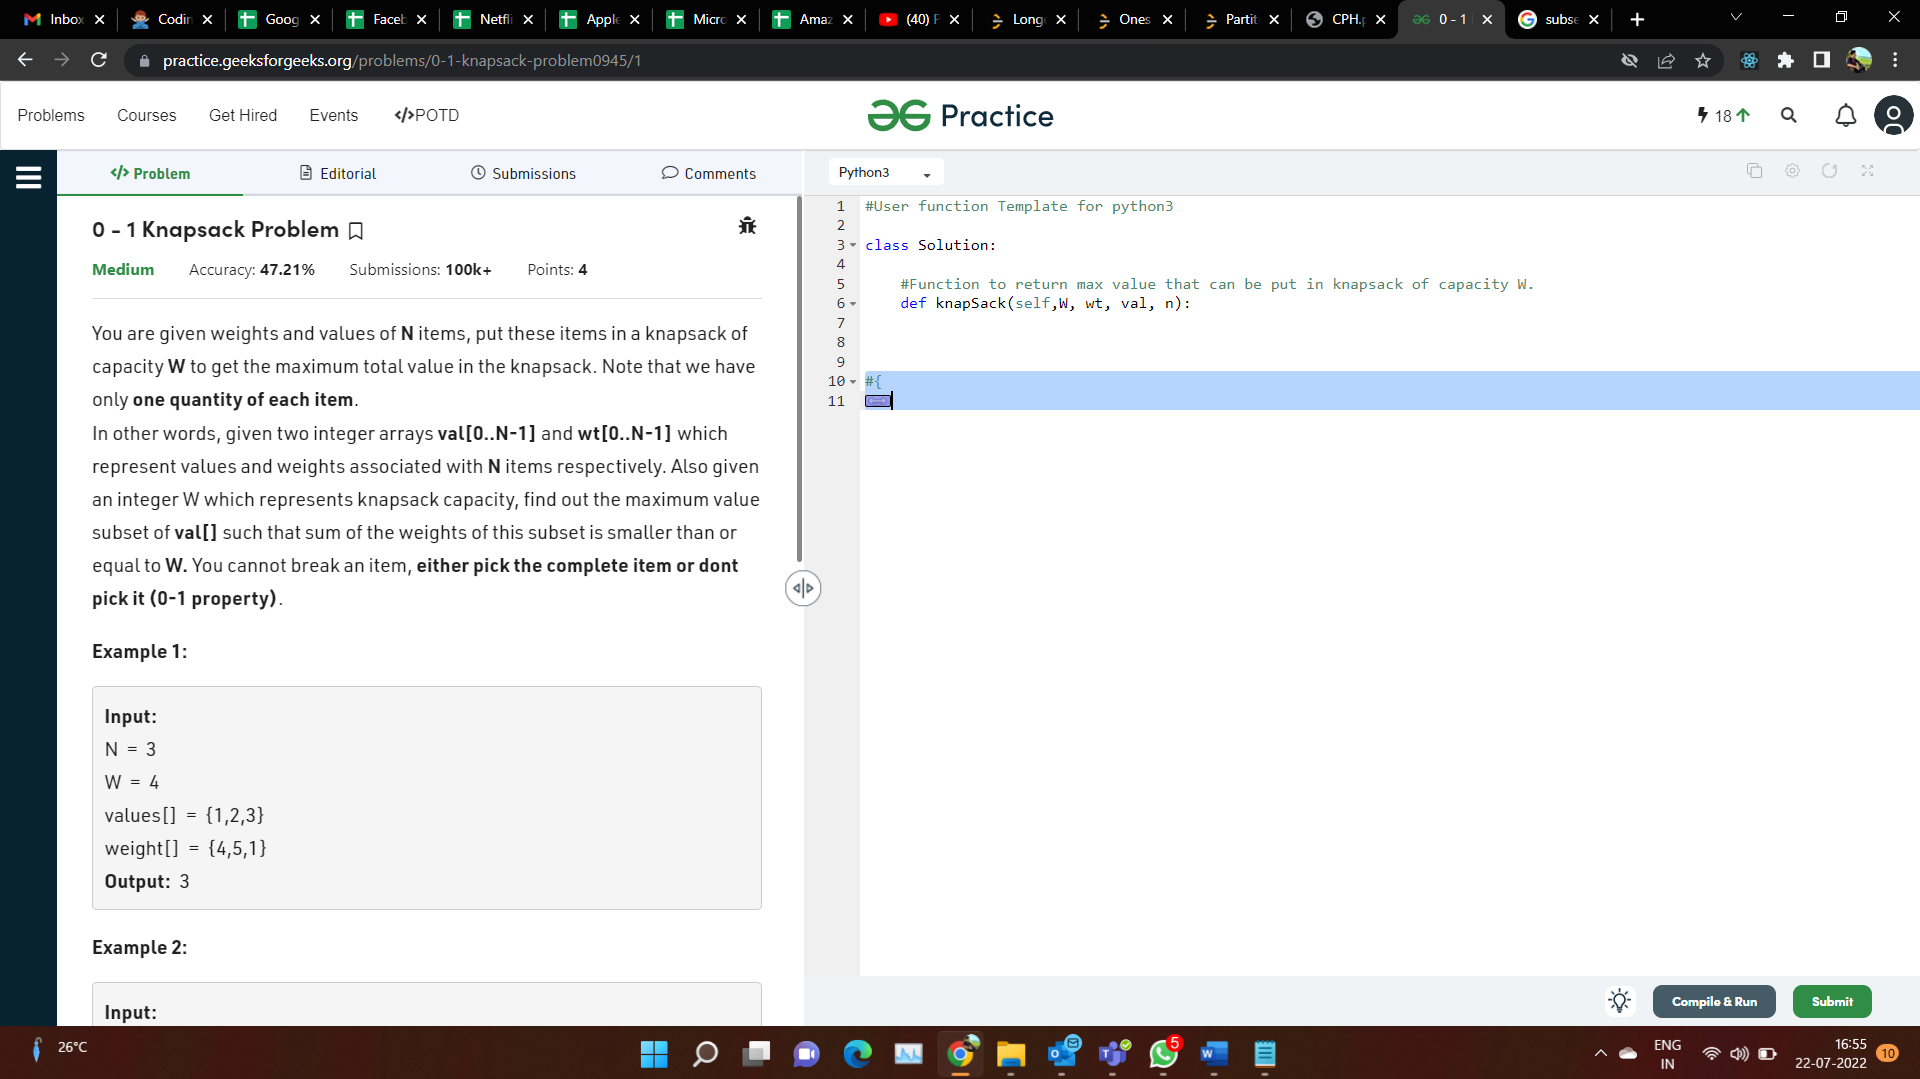 Inbox
Codin
Goog
Faceb
Netfli
Apple
Micro
Amaz
(40) P
Long
Ones
Partit
CPH.p
0 - 1
subse
practice.geeksforgeeks.org/problems/0-1-knapsack-problem0945/1
Problems Courses Get Hired Events </>POTD
Practice
18
</> Problem Editorial Submissions Comments
0 - 1 Knapsack Problem
Medium Accuracy: 47.21% Submissions: 100k+ Points: 4
You are given weights and values of N items, put these items in a knapsack of
capacity W to get the maximum total value in the knapsack. Note that we have
only one quantity of each item.
In other words, given two integer arrays val[0..N-1] and wt[0..N-1] which
represent values and weights associated with N items respectively. Also given
an integer W which represents knapsack capacity, find out the maximum value
subset of val[] such that sum of the weights of this subset is smaller than or
equal to W. You cannot break an item, either pick the complete item or dont
pick it (0-1 property).
Example 1:
Input:
N = 3
W = 4
values[] = {1,2,3}
weight[] = {4,5,1}
Output: 3
Example 2:
Input:
Python3
1 #User function Template for python3
2
3 class Solution:
4
5 #Function to return max value that can be put in knapsack of capacity W.
6 def knapSack(self,W, wt, val, n):
7
8
9
10 #{
11
Compile & Run Submit
26°C
5
ENG
IN
16:55
22-07-2022
10